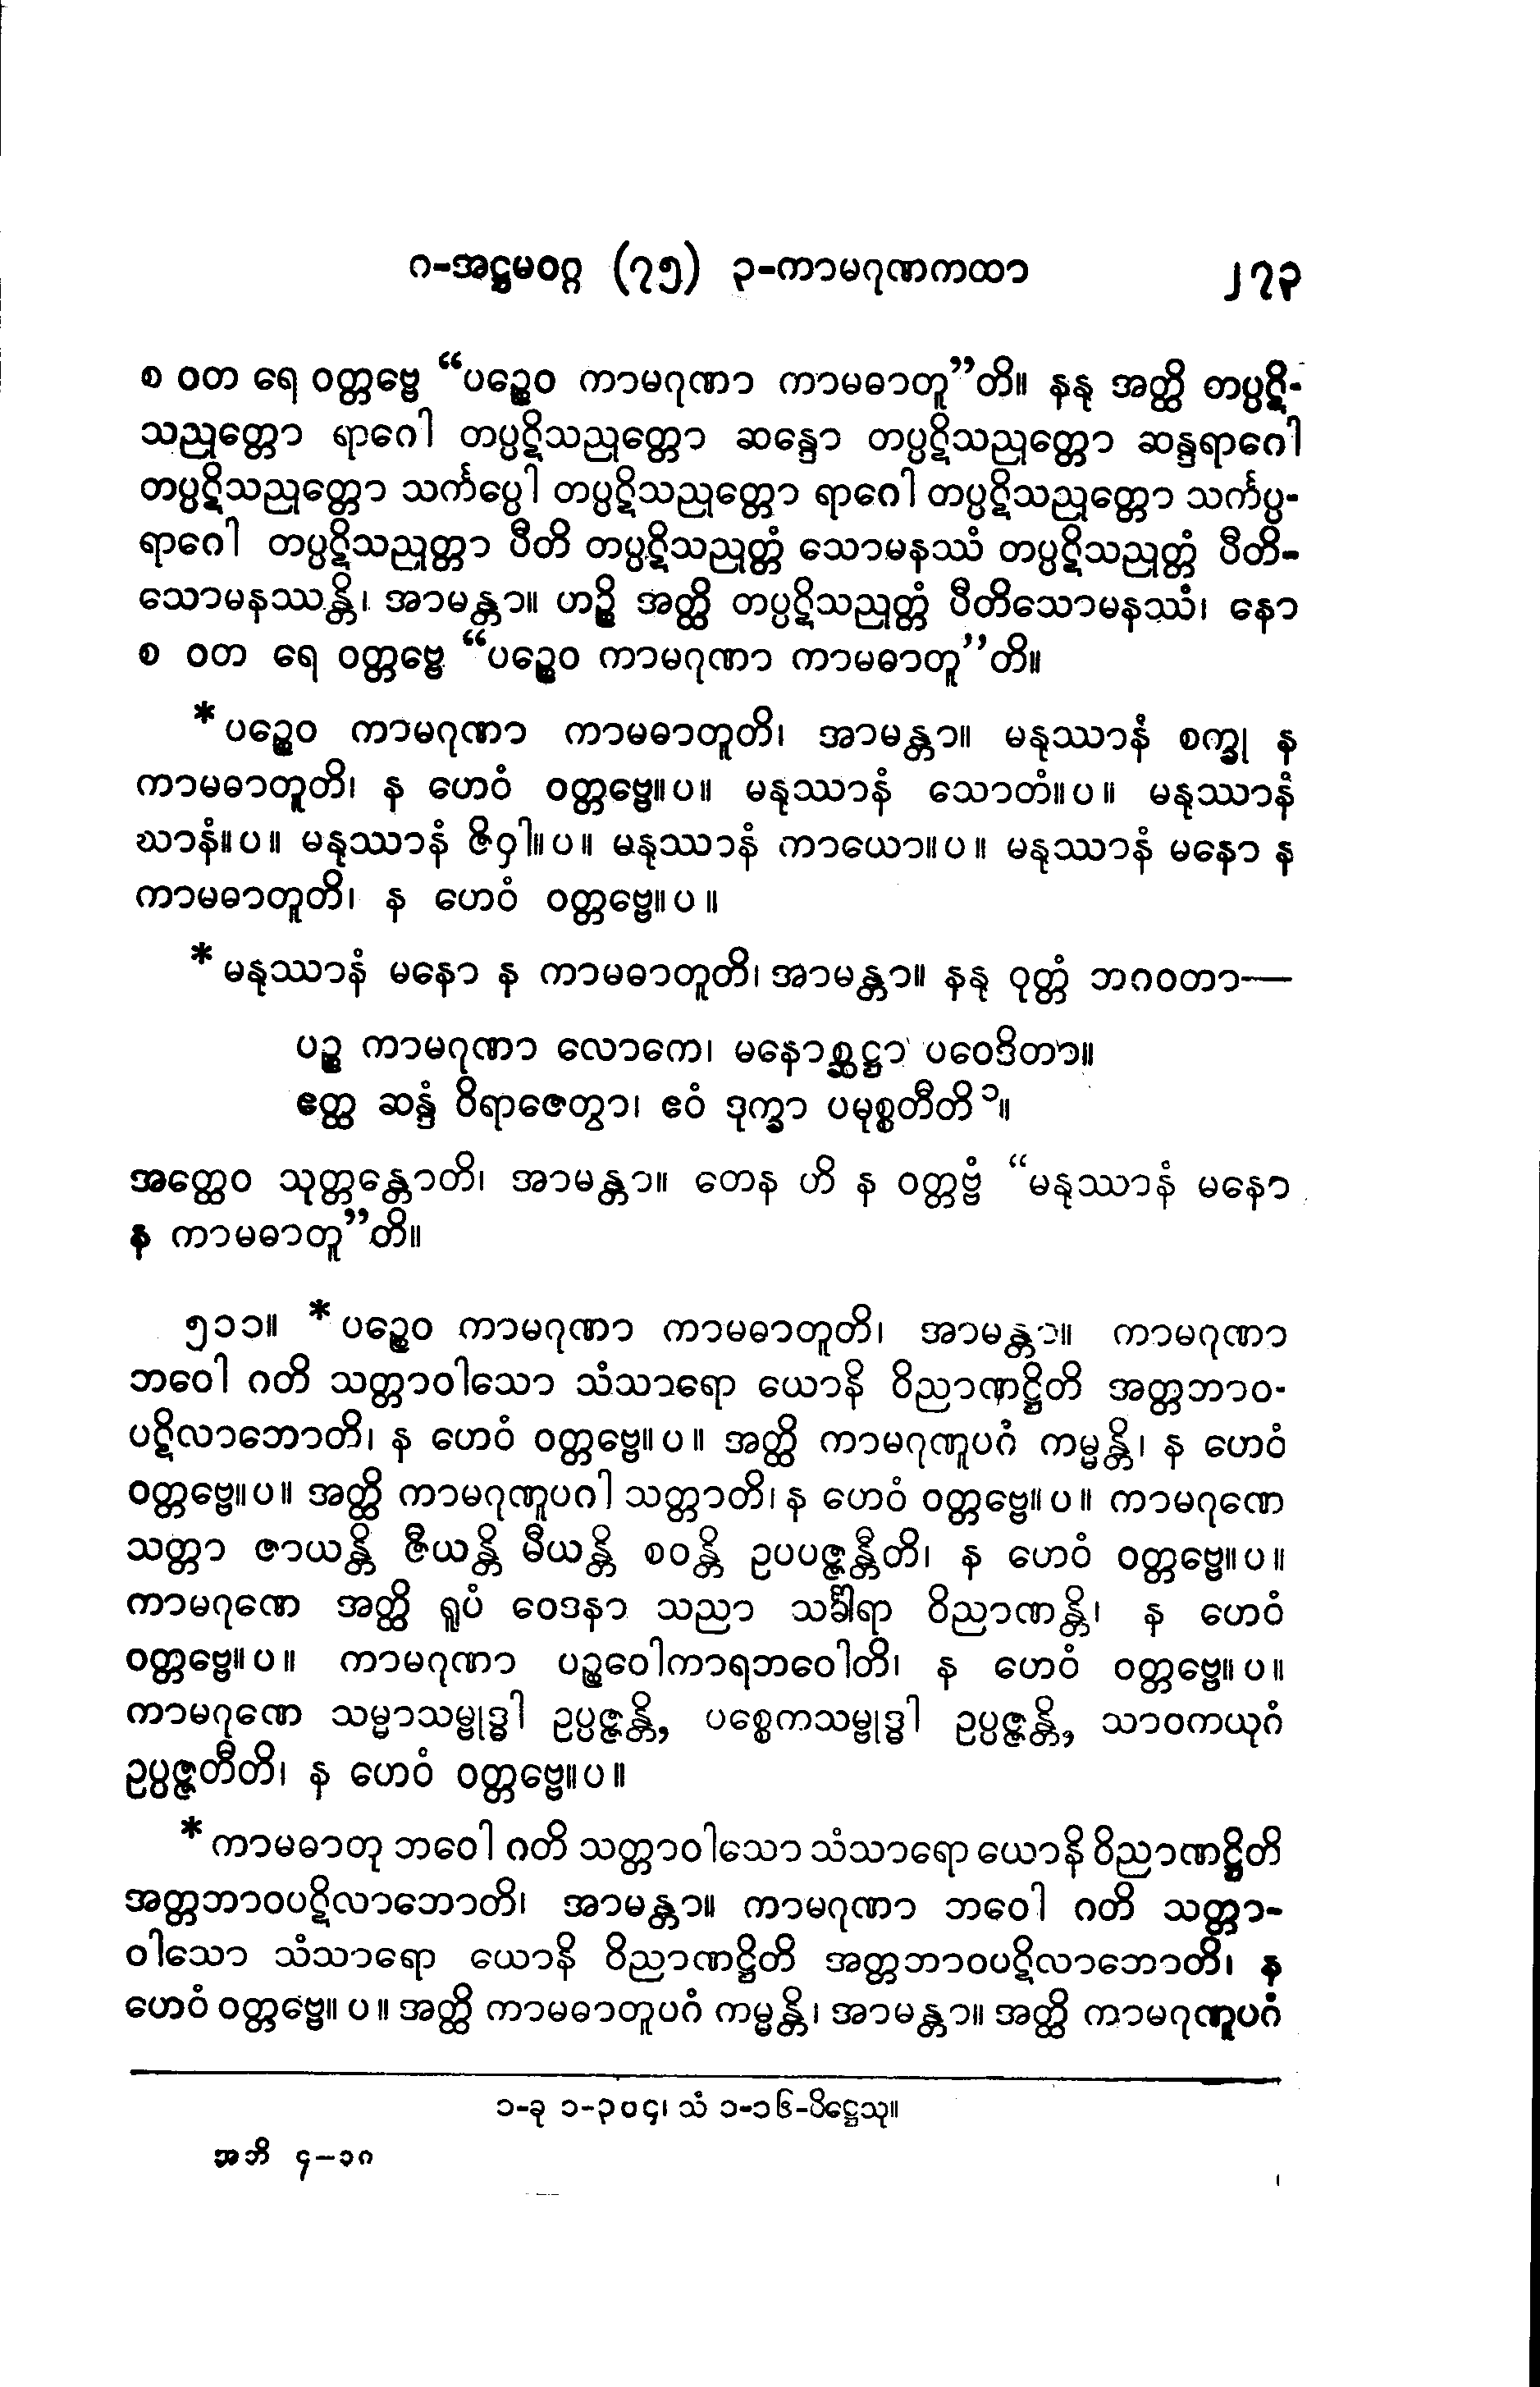 ဂ-အဋ္ဌမဝဂ္ဂ (၇၅) ၃-ကာမဂုဏကထာ ၂၇၃
စ ဝတ ရေ ဝတ္တဗ္ဗေ “ပဉ္စေဝ ကာမဂုဏာ ကာမဓာတူ”တိ။ နနု အတ္ထိ တပ္ပဋိ-
သညုတ္တော ရာဂေါ တပ္ပဋိသညုတ္တော ဆန္ဒော တပ္ပဋိသညုတ္တော ဆန္ဒရာဂေါ
တပ္ပဋိသညုတ္တော သင်္ကပ္ပေါ တပ္ပဋိသညုတ္တော ရာဂေါ တပ္ပဋိသညုတ္တော သင်္ကပ္ပ-
ရာဂေါ တပ္ပဋိသညုတ္တာ ပီတိ တပ္ပဋိသညုတ္တံ သောမနဿံ တပ္ပဋိသညုတ္တံ ပီတိ-
သောမနဿန္တိ၊ အာမန္တာ။ ဟဉ္စိ အတ္ထိ တပ္ပဋိသညုတ္တံ ပီတိသောမနဿံ၊ နော
စ ဝတ ရေ ဝတ္တဗ္ဗေ “ပဉ္စေဝ ကာမဂုဏာ ကာမဓာတူ”တိ။
*ပဉ္စေဝ ကာမဂုဏာ ကာမဓာတူတိ၊ အာမန္တာ။ မနုဿာနံ စက္ခု န
ကာမဓာတူတိ၊ န ဟေဝံ ဝတ္တဗ္ဗေ။ပ။ မနုဿာနံ သောတံ။ပ။ မနုဿာနံ
ဃာနံ။ပ။ မနုဿာနံ ဇိဝှါ။ပ။ မနုဿာနံ ကာယော။ပ။ မနုဿာနံ မနော န
ကာမဓာတူတိ၊ န ဟေဝံ ဝတ္တဗ္ဗေ။ပ။
*မနုဿာနံ မနော န ကာမဓာတူတိ၊ အာမန္တာ။ နနု ဝုတ္တံ ဘဂဝတာ—
ပဉ္စ ကာမဂုဏာ လောကေ၊ မနောစ္ဆဋ္ဌာ ပဝေဒိတာ။
ဧတ္ထ ဆန္ဒံ ဝိရာဇေတွာ၊ ဧဝံ ဒုက္ခာ ပမုစ္စတီတိ ၁။
အတ္ထေဝ သုတ္တန္တောတိ၊ အာမန္တာ။ တေန ဟိ န ဝတ္တဗ္ဗံ “မနုဿာနံ မနော
န ကာမဓာတူ”တိ။
၅၁၁။ *ပဉ္စေဝ ကာမဂုဏာ ကာမဓာတူတိ၊ အာမန္တာ။ ကာမဂုဏာ
ဘဝေါ ဂတိ သတ္တာဝါသော သံသာရော ယောနိ ဝိညာဏဋ္ဌိတိ အတ္တဘာဝ-
ပဋိလာဘောတိ၊ န ဟေဝံ ဝတ္တဗ္ဗေ။ပ။ အတ္ထိ ကာမဂုဏူပဂံ ကမ္မန္တိ၊ န ဟေဝံ
ဝတ္တဗ္ဗေ။ပ။ အတ္ထိ ကာမဂုဏူပဂါ သတ္တာတိ၊ န ဟေဝံ ဝတ္တဗ္ဗေ။ပ။ ကာမဂုဏေ
သတ္တာ ဇာယန္တိ ဇီယန္တိ မီယန္တိ စဝန္တိ ဥပပဇ္ဇန္တီတိ၊ န ဟေဝံ ဝတ္တဗ္ဗေ။ပ။
ကာမဂုဏေ အတ္ထိ ရူပံ ဝေဒနာ သညာ သင်္ခါရာ ဝိညာဏန္တိ၊ န ဟေဝံ
ဝတ္တဗ္ဗေ။ပ။ ကာမဂုဏာ ပဉ္စဝေါကာရဘဝေါတိ၊ န ဟေဝံ ဝတ္တဗ္ဗေ။ပ။
ကာမဂုဏေ သမ္မာသမ္ဗုဒ္ဓါ ဥပ္ပဇ္ဇန္တိ, ပစ္စေကသမ္ဗုဒ္ဓါ ဥပ္ပဇ္ဇန္တိ, သာဝကယုဂံ
ဥပ္ပဇ္ဇတီတိ၊ န ဟေဝံ ဝတ္တဗ္ဗေ။ပ။
*ကာမဓာတု ဘဝေါ ဂတိ သတ္တာဝါသော သံသာရော ယောနိ ဝိညာဏဋ္ဌိတိ
အတ္တဘာဝပဋိလာဘောတိ၊ အာမန္တာ။ ကာမဂုဏာ ဘဝေါ ဂတိ သတ္တာ-
ဝါသော သံသာရော ယောနိ ဝိညာဏဋ္ဌိတိ အတ္တဘာဝပဋိလာဘောတိ၊ န
ဟေဝံ ဝတ္တဗ္ဗေ။ပ။ အတ္ထိ ကာမဓာတူပဂံ ကမ္မန္တိ၊ အာမန္တာ။ အတ္ထိ ကာမဂုဏူပဂံ
၁-ခု ၁-၃၀၄၊ သံ ၁-၁၆-ပိဋ္ဌေသု။
အဘိ ၄-၁၈